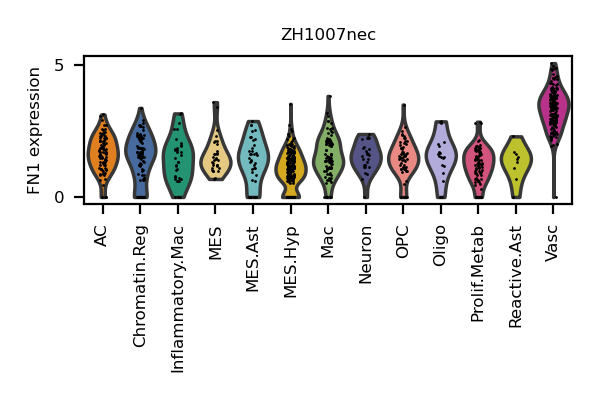 ZH1007nec
FN1 expression
5
0
AC
Chromatin.Reg
Inflammatory.Mac
MES
MES.Ast
MES.Hyp
Mac
Neuron
OPC
Oligo
Prolif.Metab
Reactive.Ast
Vasc